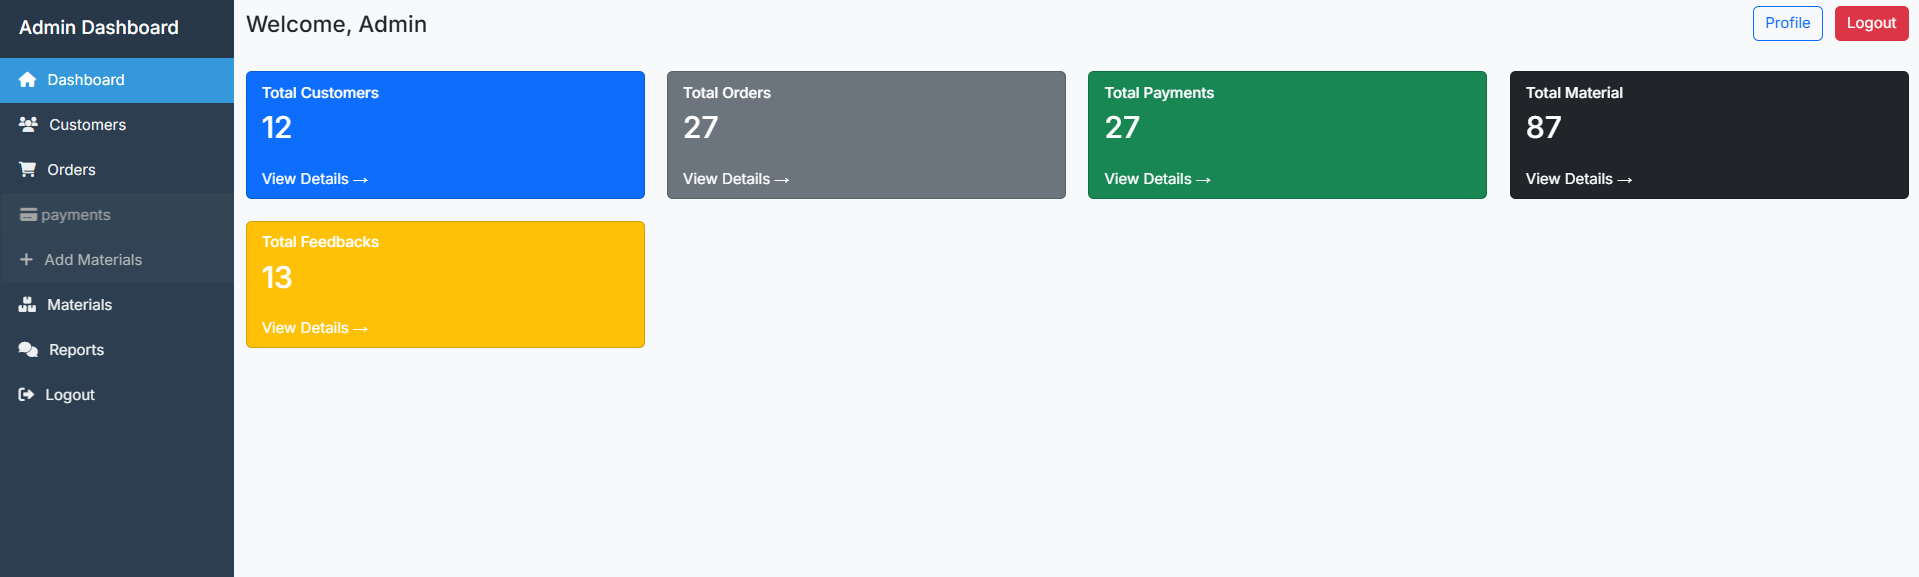 Admin Dashboard
Dashboard
Customers
Orders
payments
Add Materials
Materials
Reports
Logout
Welcome, Admin
Profile
Logout
Total Customers
12
View Details →
Total Orders
27
View Details →
Total Payments
27
View Details →
Total Material
87
View Details →
Total Feedbacks
13
View Details →